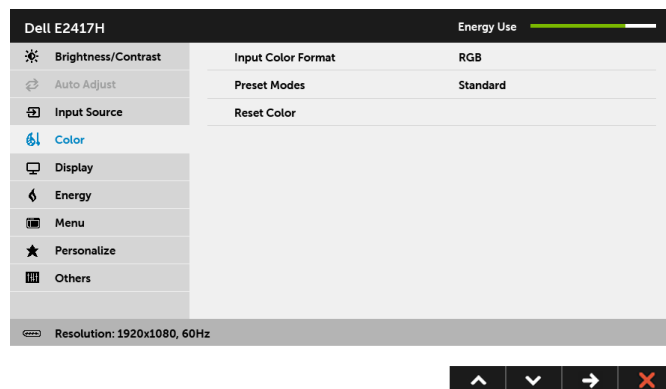 Dell E2417H Energy Use
Brightness/Contrast Input Color Format RGB
Auto Adjust Preset Modes Standard
Input Source Reset Color
Color
Display
Energy
Menu
Personalize
Others
Resolution: 1920x1080, 60Hz